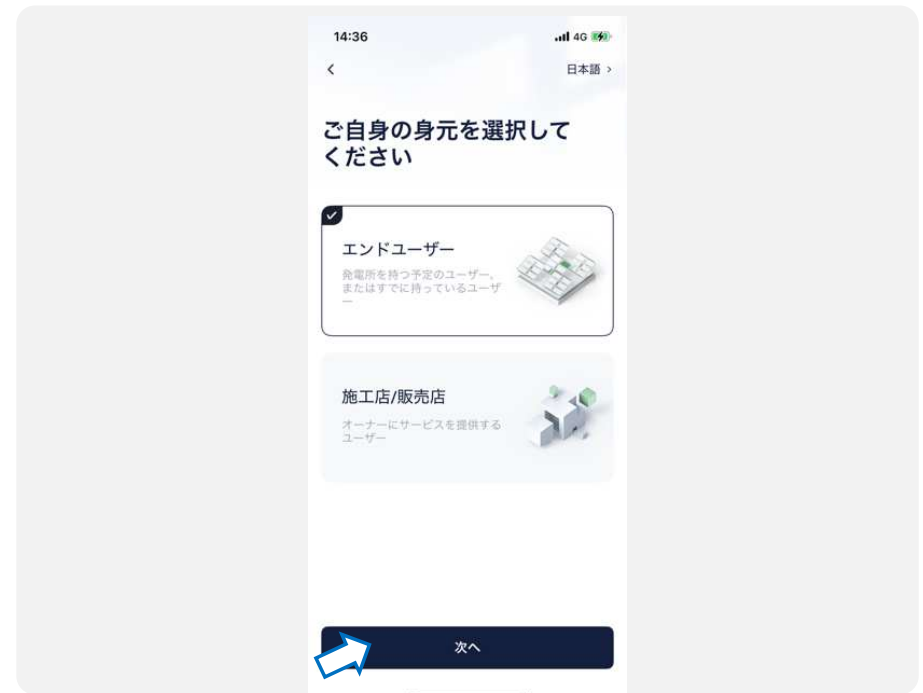 14:36
4G
日本語 ›
ご自身の身元を選択して
ください
エンドユーザー
発電所を持つ予定のユーザー、
またはすでに持っているユーザ
ー
施工店/販売店
オーナーにサービスを提供する
ユーザー
次へ